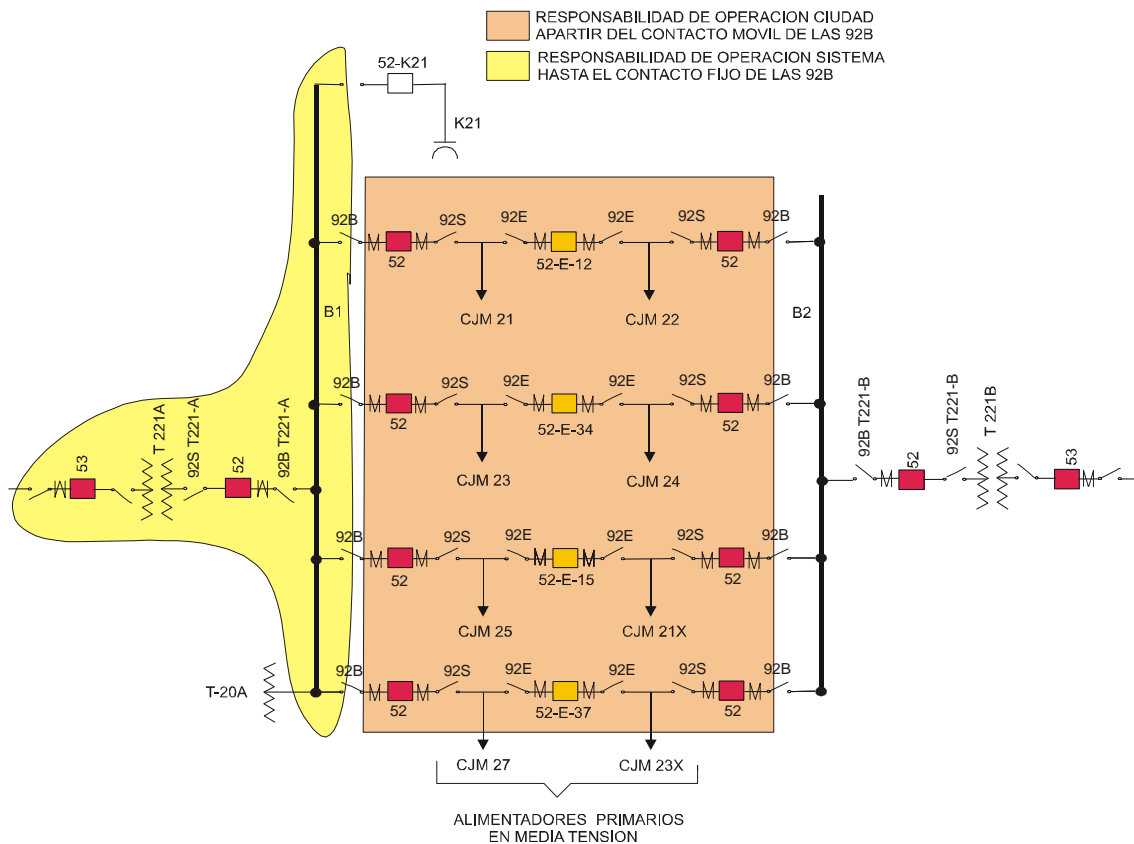 RESPONSABILIDAD DE OPERACION CIUDAD
APARTIR DEL CONTACTO MOVIL DE LAS 92B
RESPONSABILIDAD DE OPERACION SISTEMA
HASTA EL CONTACTO FIJO DE LAS 92B
52-K21
K21
92B 92S 92E 92E 92S 92B
52 52-E-12 52
CJM 21 CJM 22
B1 B2
92B 92S 92E 92E 92S 92B
52 52-E-34 52
CJM 23 CJM 24
53
T 221A
92S T221-A
52
92B T221-A
92B T221-B
52
92S T221-B
T 221B
53
92B 92S 92E 92E 92S 92B
52 52-E-15 52
CJM 25 CJM 21X
T-20A
92B 92S 92E 92E 92S 92B
52 52-E-37 52
CJM 27 CJM 23X
ALIMENTADORES PRIMARIOS
EN MEDIA TENSION